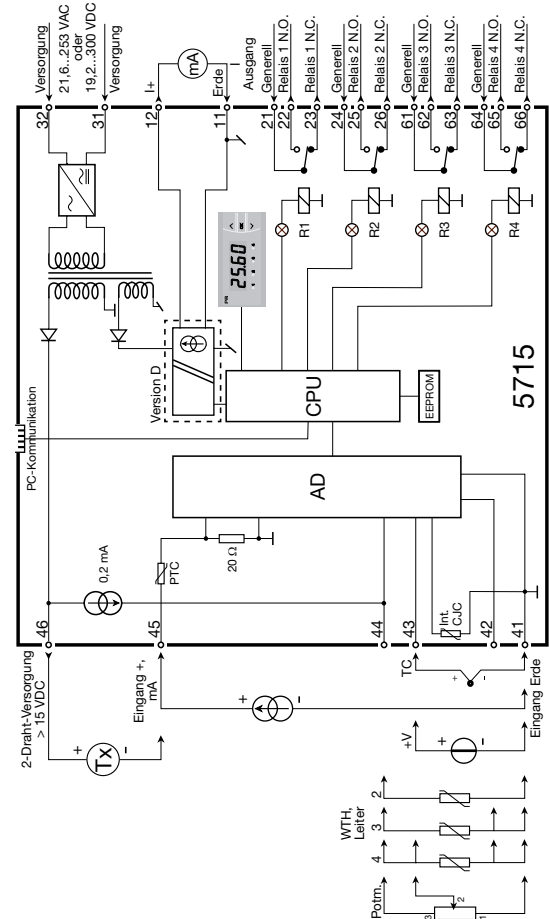 Versorgung
21,6...253 VAC
oder
19,2...300 VDC
Versorgung
32
31
I+
mA
Erde
12
11
Ausgang
Generell
Relais 1 N.O.
Relais 1 N.C.
21
22
23
R1
Generell
Relais 2 N.O.
Relais 2 N.C.
24
25
26
R2
Generell
Relais 3 N.O.
Relais 3 N.C.
61
62
63
R3
Generell
Relais 4 N.O.
Relais 4 N.C.
64
65
66
R4
25.60
Version D
PC-Kommunikation
CPU
EEPROM
5715
AD
0,2 mA
PTC
20 Ω
Int.
CJC
46
45
44
43
42
41
2-Draht-Versorgung
> 15 VDC
+
Tx
-
Eingang +,
mA
+
-
TC
+
-
Eingang Erde
+V
+
-
Eingang
WTH,
Leiter
2
3
4
Potm.
3
2
1